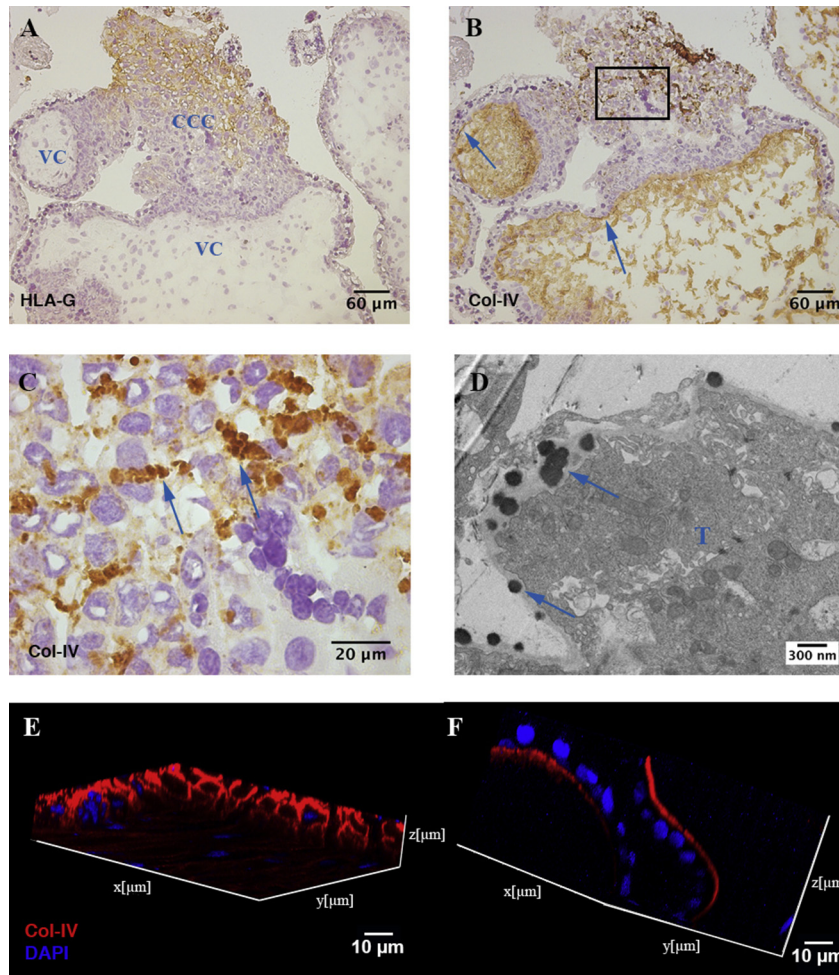 A
CCC
VC
VC
HLA-G
60 µm
B
Col-IV
60 µm
C
Col-IV
20 µm
D
T
300 nm
E
z[µm]
x[µm]
y[µm]
Col-IV
DAPI
10 µm
F
x[µm]
z[µm]
y[µm]
10 µm